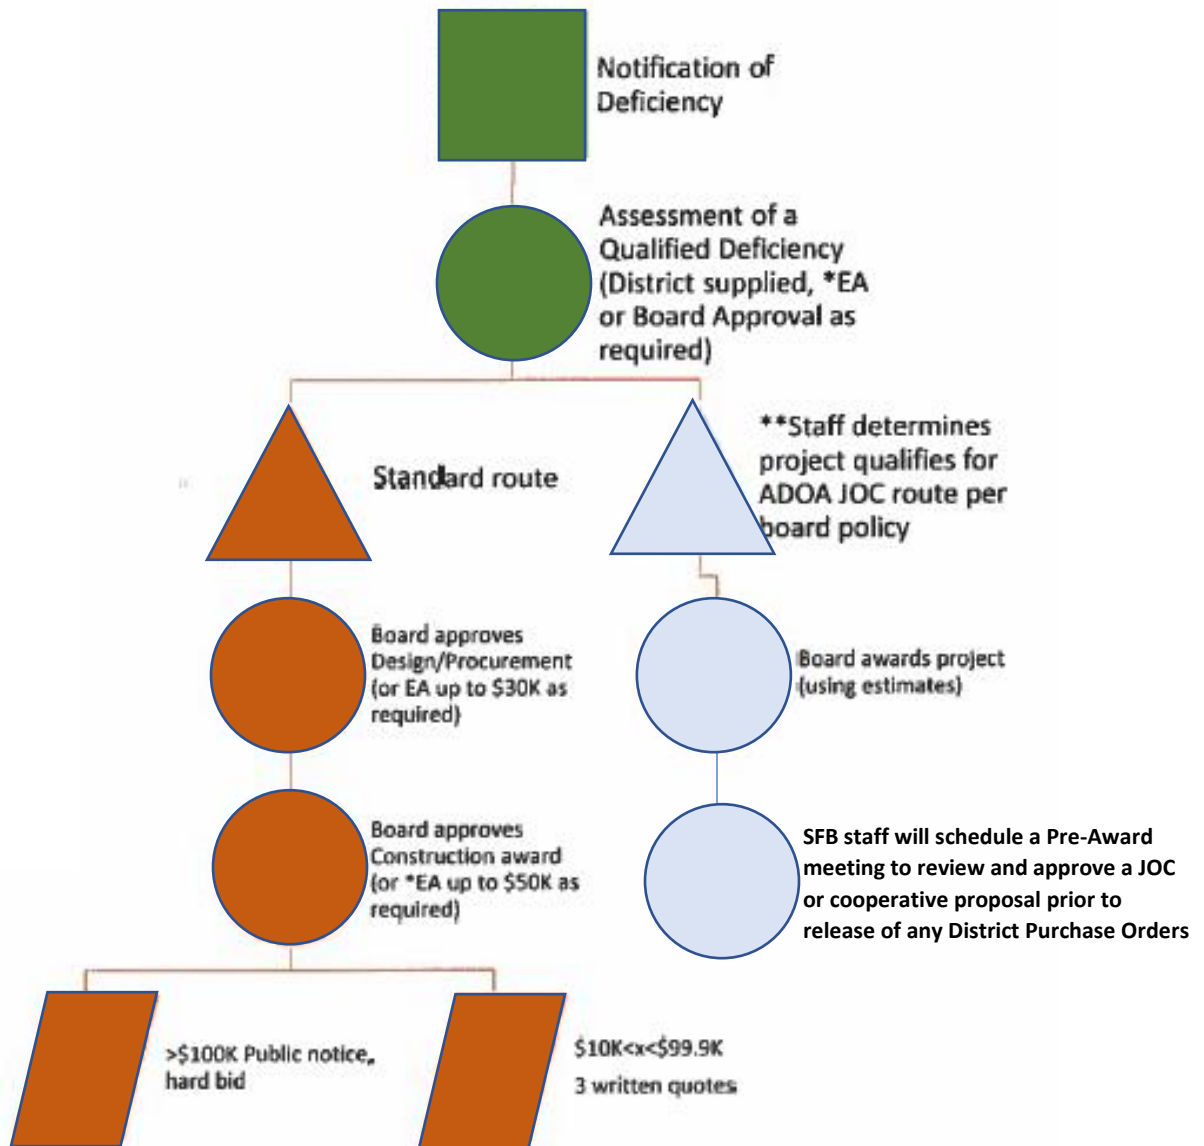 Notification of
Deficiency
Assessment of a
Qualified Deficiency
(District supplied, *EA
or Board Approval as
required)
Standard route
**Staff determines
project qualifies for
ADOA JOC route per
board policy
Board approves
Design/Procurement
(or EA up to $30K as
required)
Board awards project
(using estimates)
Board approves
Construction award
(or *EA up to $50K as
required)
SFB staff will schedule a Pre-Award
meeting to review and approve a JOC
or cooperative proposal prior to
release of any District Purchase Orders
>$100K Public notice,
hard bid
$10K<x<$99.9K
3 written quotes